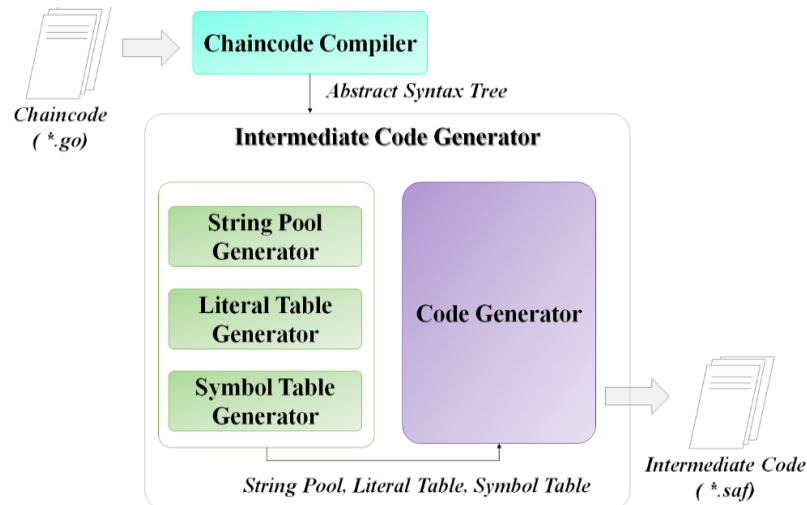 Chaincode Compiler
Chaincode
( *.go)
Abstract Syntax Tree
Intermediate Code Generator
String Pool
Generator
Literal Table
Generator
Symbol Table
Generator
Code Generator
String Pool, Literal Table, Symbol Table
Intermediate Code
( *.saf)